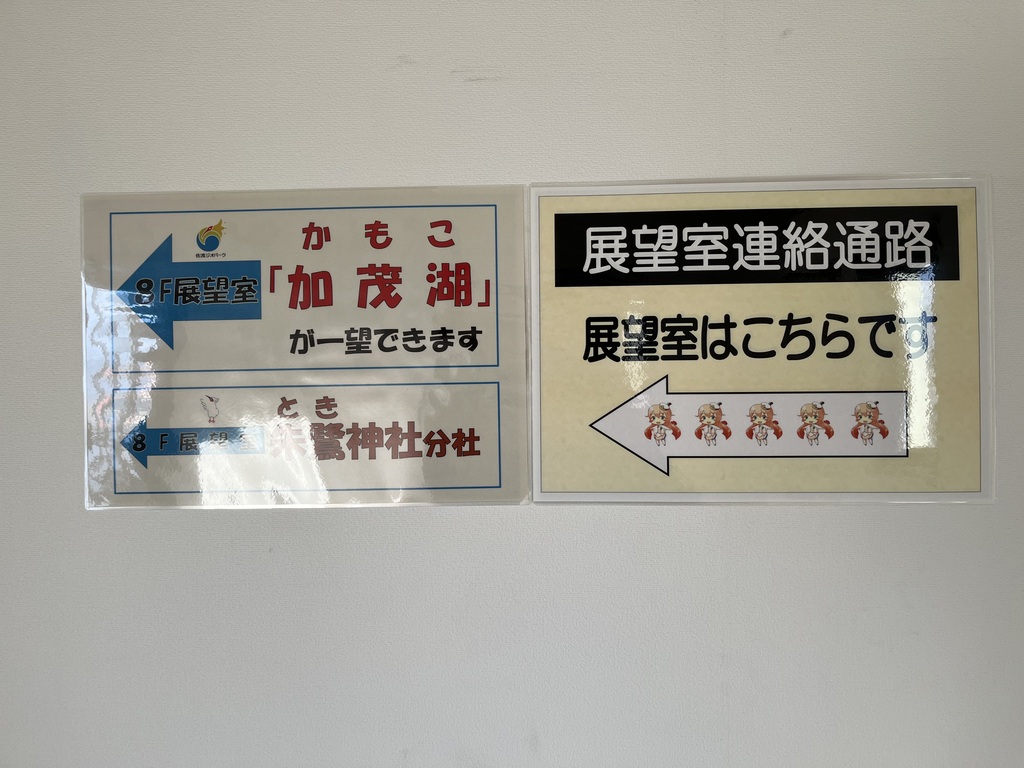 かもこ
8F展望室「加茂湖」
が一望できます
とき
8F展望室 朱鷺神社分社
展望室連絡通路
展望室はこちらです